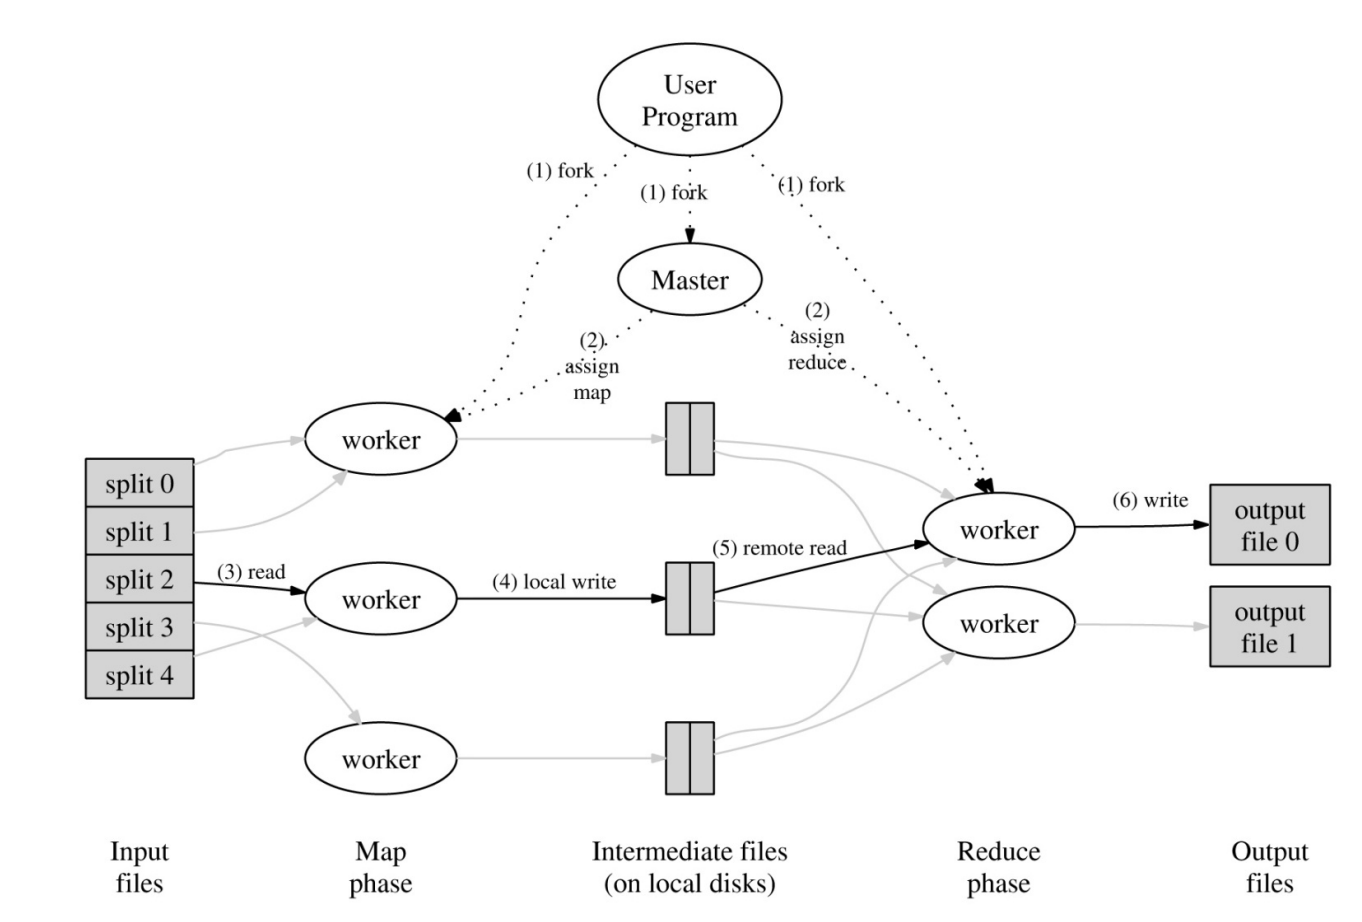 User
Program
(1) fork
(1) fork
(1) fork
Master
(2)
assign
map
(2)
assign
reduce
worker
split 0
split 1
split 2
split 3
split 4
(3) read
worker
(4) local write
(5) remote read
worker
(6) write
output
file 0
worker
output
file 1
worker
Input
files
Map
phase
Intermediate files
(on local disks)
Reduce
phase
Output
files